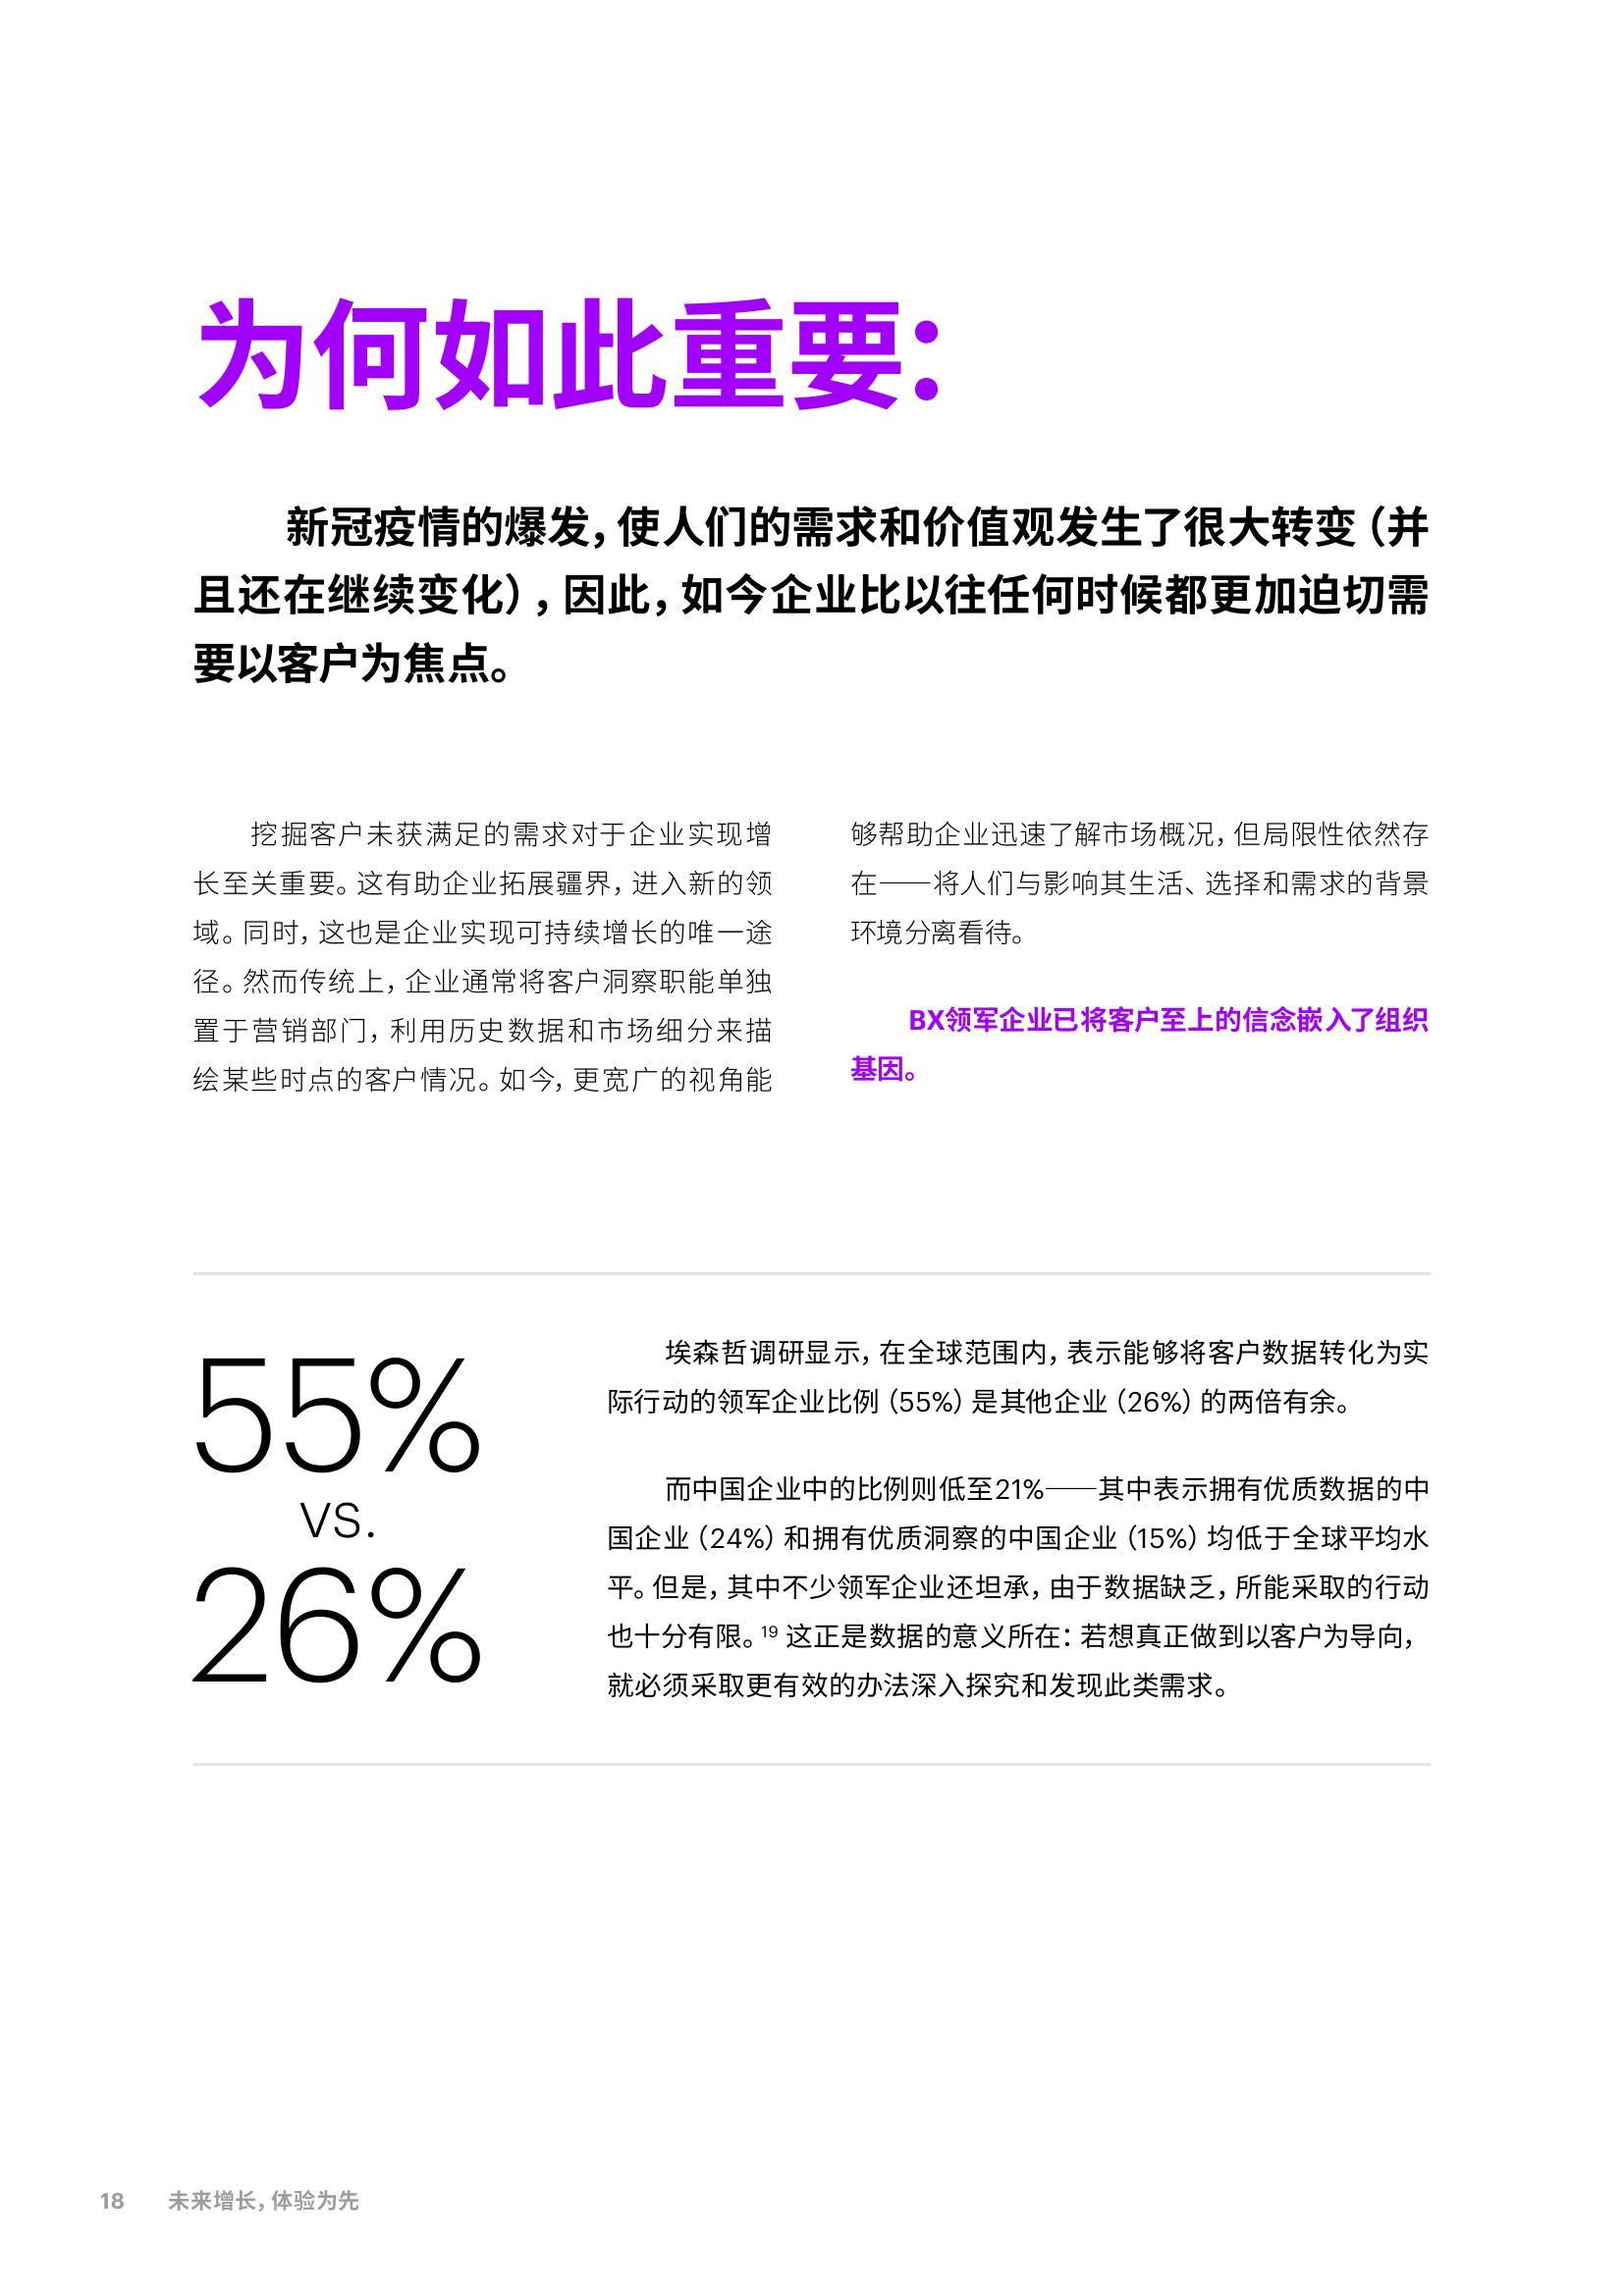 为何如此重要：
新冠疫情的爆发，使人们的需求和价值观发生了很大转变（并
且还在继续变化），因此，如今企业比以往任何时候都更加迫切需
要以客户为焦点。
挖掘客户未获满足的需求对于企业实现增
长至关重要。这有助企业拓展疆界，进入新的领
域。同时，这也是企业实现可持续增长的唯一途
径。然而传统上，企业通常将客户洞察职能单独
置于营销部门，利用历史数据和市场细分来描
绘某些时点的客户情况。如今，更宽广的视角能
够帮助企业迅速了解市场概况，但局限性依然存
在——将人们与影响其生活、选择和需求的背景
环境分离看待。
BX领军企业已将客户至上的信念嵌入了组织
基因。
55%
vs.
26%
埃森哲调研显示，在全球范围内，表示能够将客户数据转化为实
际行动的领军企业比例（55%）是其他企业（26%）的两倍有余。
而中国企业中的比例则低至21%——其中表示拥有优质数据的中
国企业（24%）和拥有优质洞察的中国企业（15%）均低于全球平均水
平。但是，其中不少领军企业还坦承，由于数据缺乏，所能采取的行动
也十分有限。19 这正是数据的意义所在：若想真正做到以客户为导向，
就必须采取更有效的办法深入探究和发现此类需求。
18 未来增长，体验为先